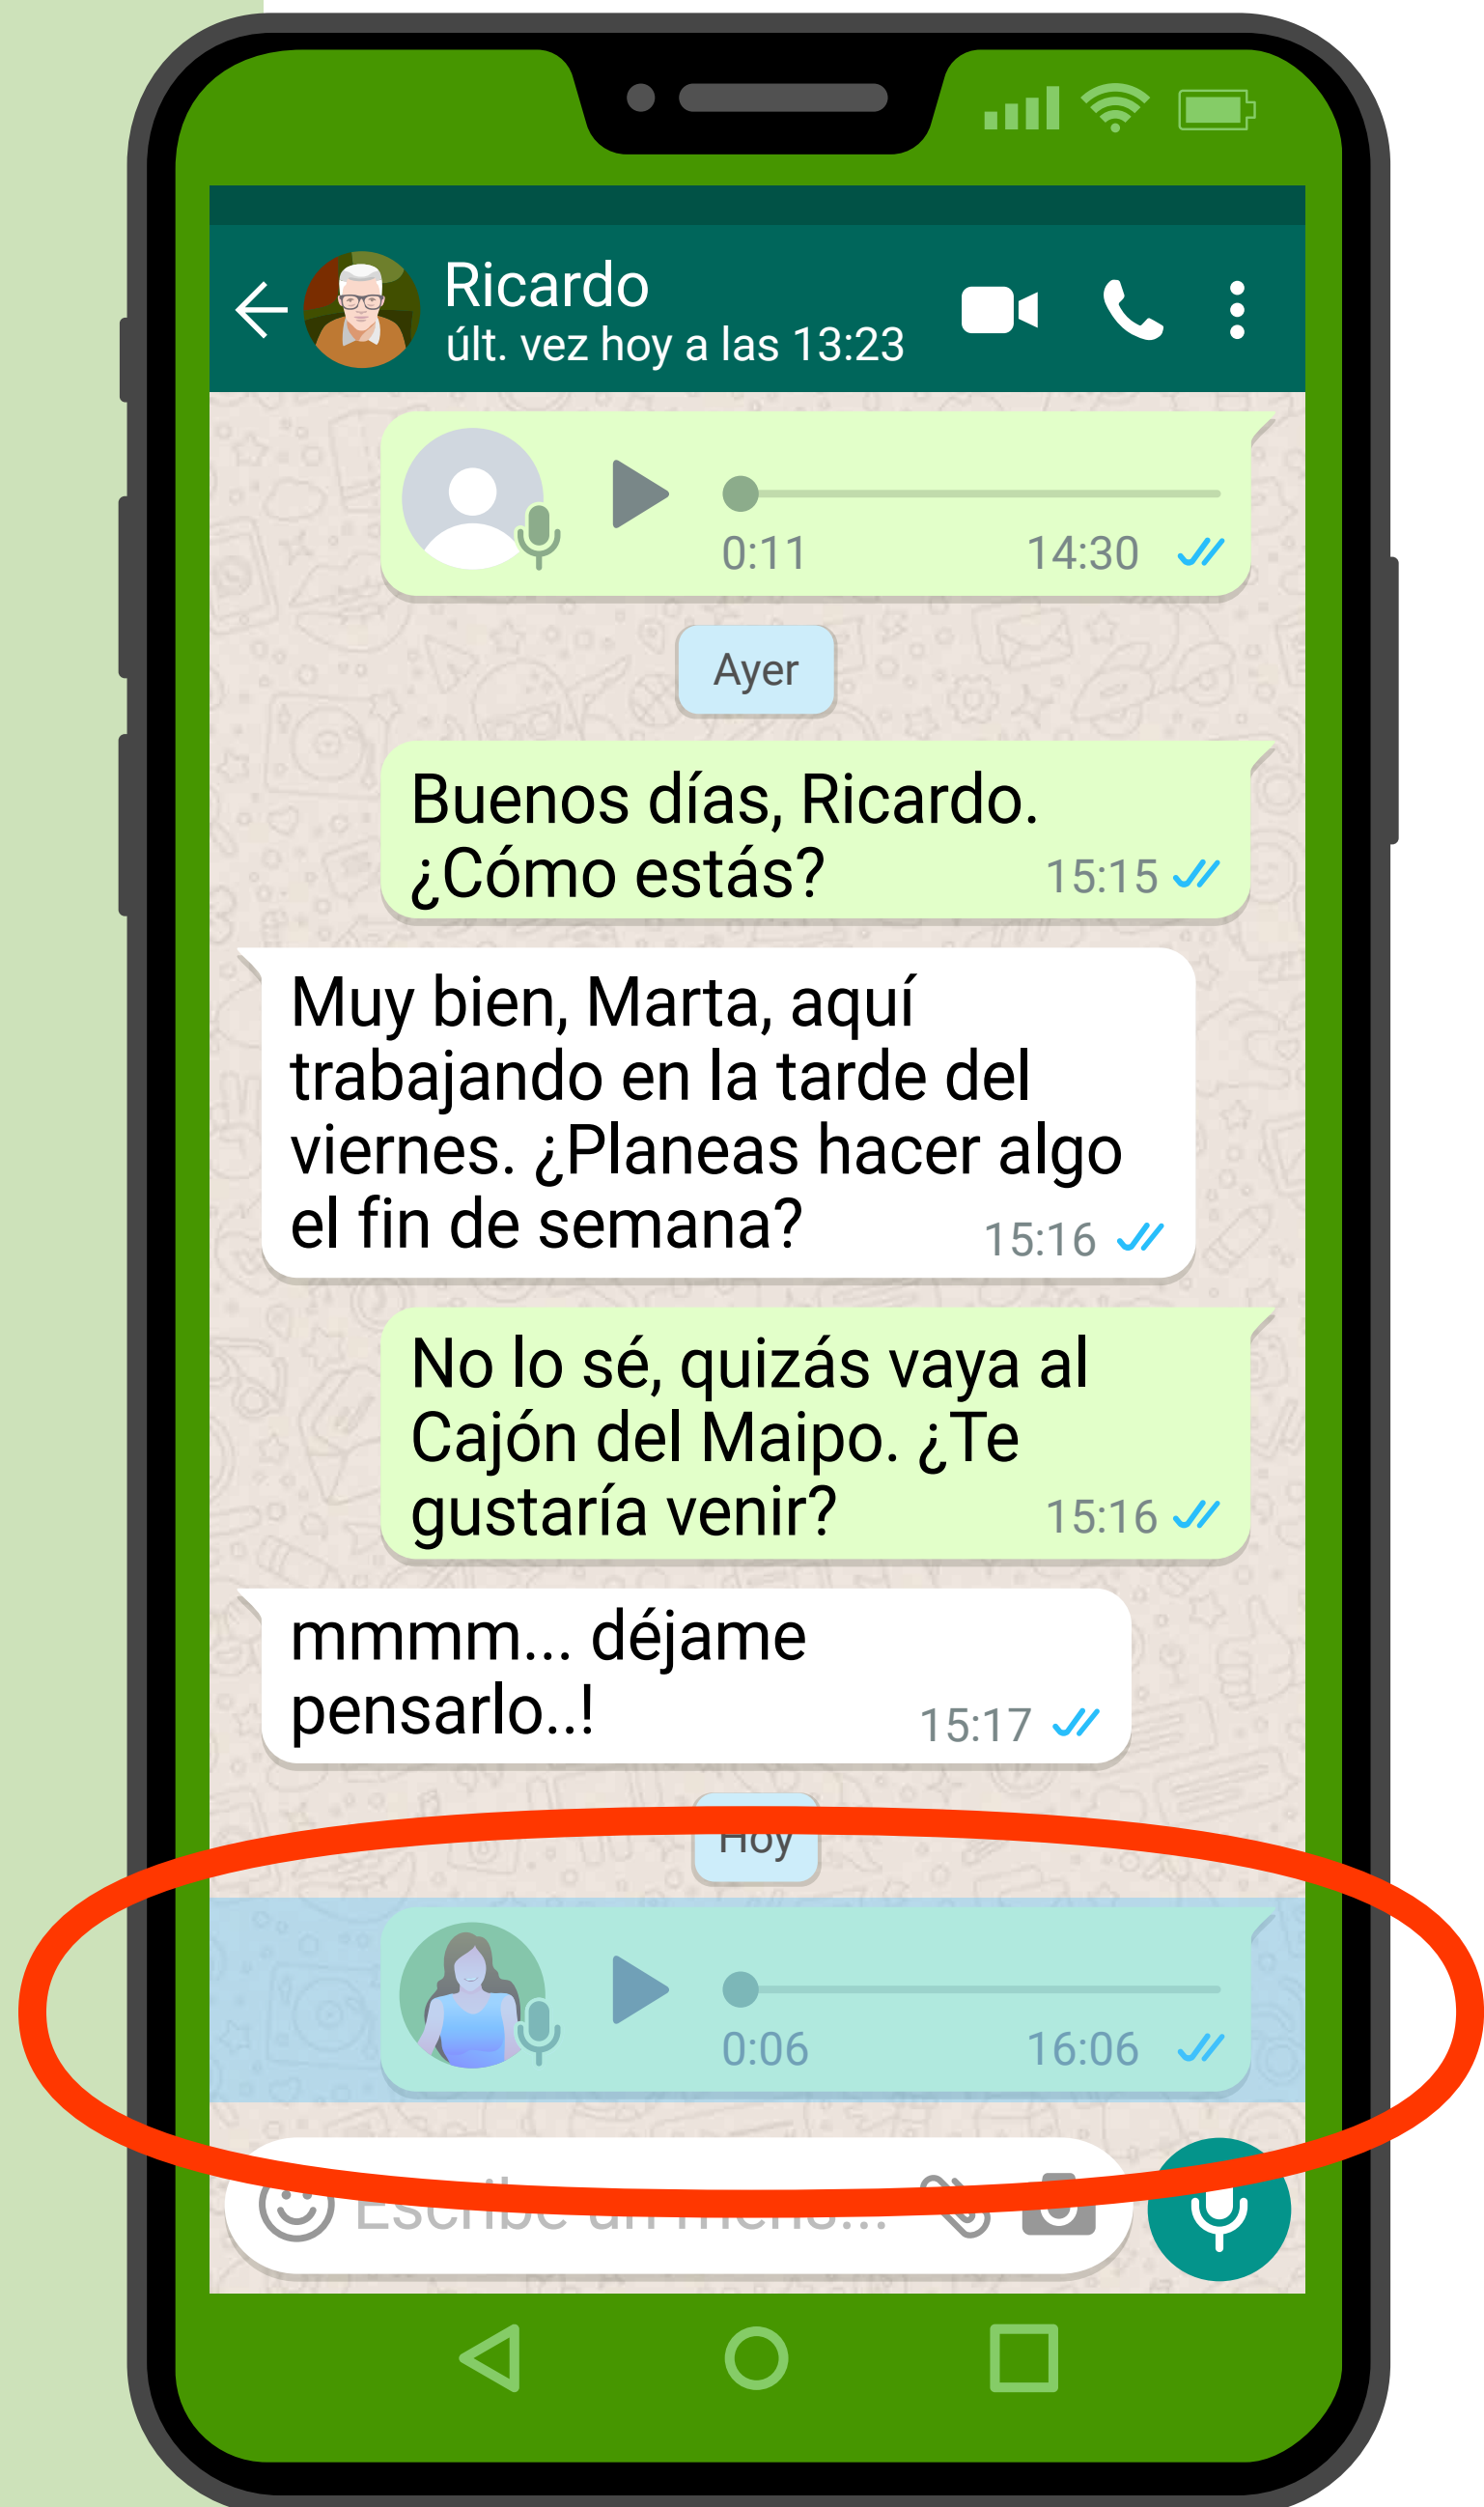 Ricardo
últ. vez hoy a las 13:23
0:11 14:30
Ayer
Buenos días, Ricardo.
¿Cómo estás? 15:15
Muy bien, Marta, aquí
trabajando en la tarde del
viernes. ¿Planeas hacer algo
el fin de semana? 15:16
No lo sé, quizás vaya al
Cajón del Maipo. ¿Te
gustaría venir? 15:16
mmmm... déjame
pensarlo..! 15:17
Hoy
0:06 16:06
Escribe un mens...